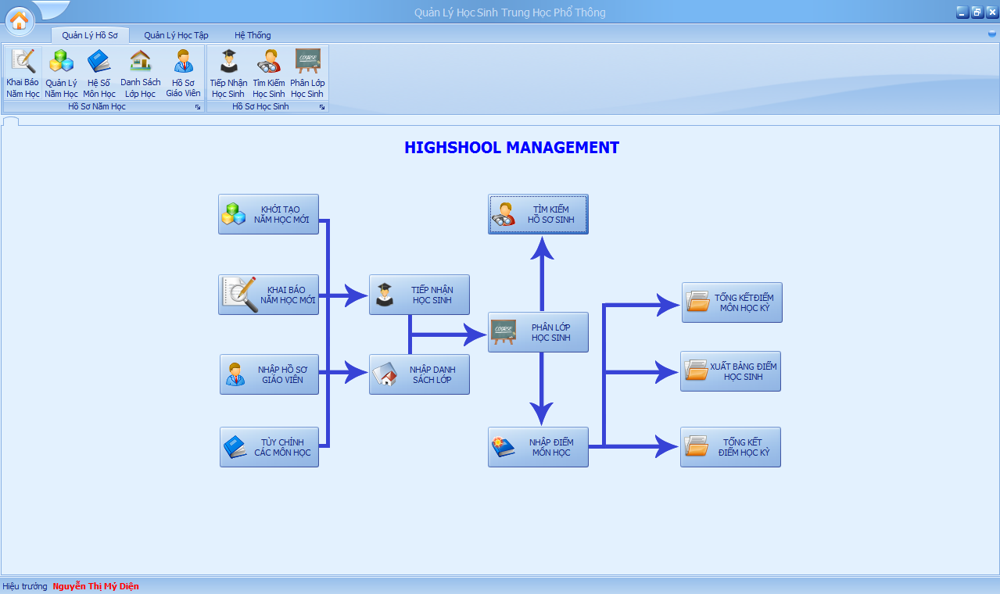 Quản Lý Học Sinh Trung Học Phổ Thông
Quản Lý Hồ Sơ
Quản Lý Học Tập
Hệ Thống
Khai Báo
Năm Học
Quản Lý
Năm Học
Hệ Số
Môn Học
Danh Sách
Lớp Học
Hồ Sơ
Giáo Viên
Tiếp Nhận
Học Sinh
Tìm Kiếm
Học Sinh
COURSE
Phân Lớp
Học Sinh
Hồ Sơ Năm Học
Hồ Sơ Học Sinh
HIGHSHOOL MANAGEMENT
KHỞI TẠO
NĂM HỌC MỚI
TÌM KIẾM
HỒ SƠ SINH
KHAI BÁO
NĂM HỌC MỚI
TIẾP NHẬN
HỌC SINH
TỔNG KẾT ĐIỂM
MÔN HỌC KỲ
COURSE
PHÂN LỚP
HỌC SINH
NHẬP HỒ SƠ
GIÁO VIÊN
NHẬP DANH
SÁCH LỚP
XUẤT BẢNG ĐIỂM
HỌC SINH
TÙY CHỈNH
CÁC MÔN HỌC
NHẬP ĐIỂM
MÔN HỌC
TỔNG KẾT
ĐIỂM HỌC KỲ
Hiệu trưởng Nguyễn Thị Mỹ Diện